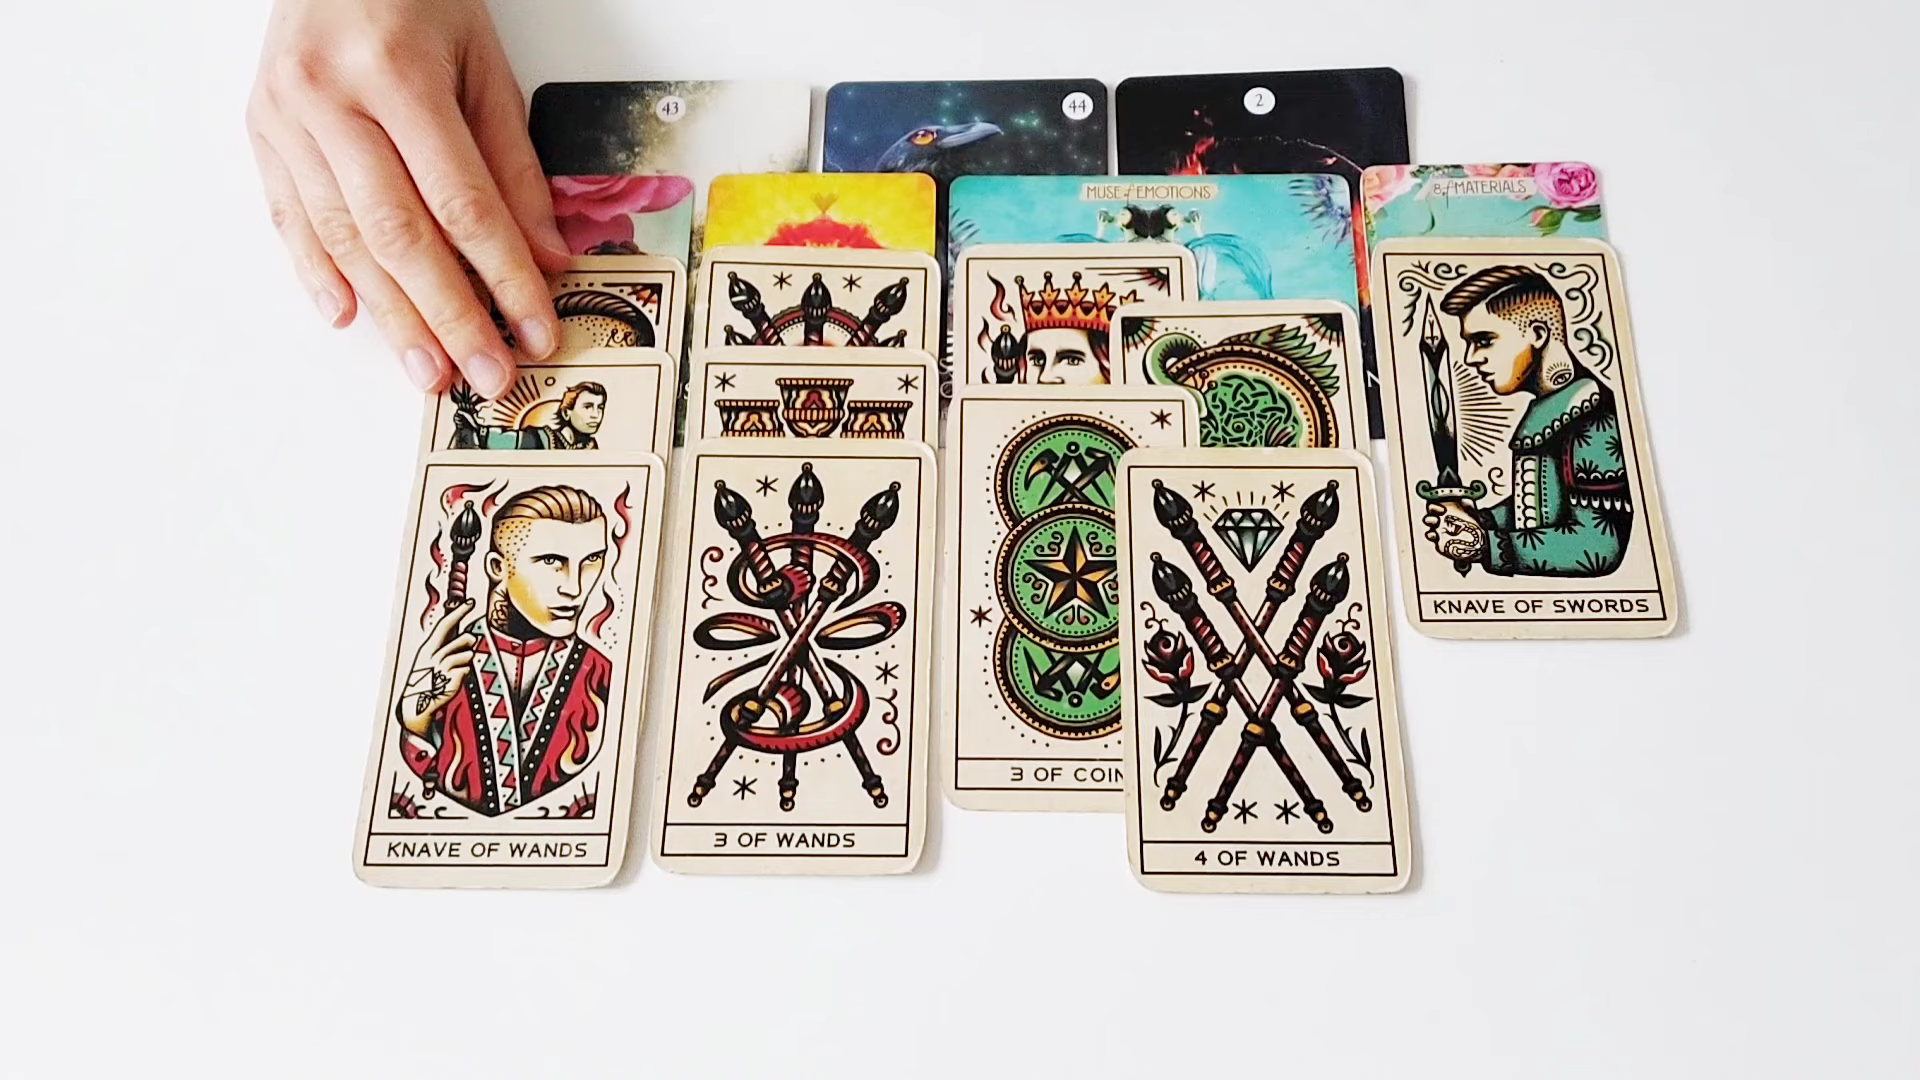 43
44
2
MUSE of EMOTIONS
8 of MATERIALS
KNAVE OF SWORDS
3 OF COIN
KNAVE OF WANDS
3 OF WANDS
4 OF WANDS